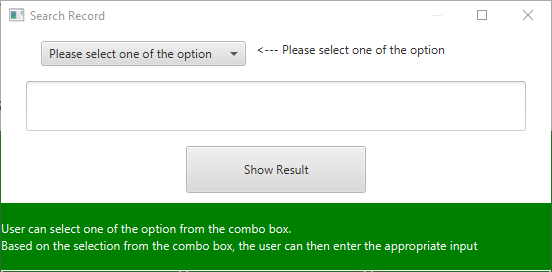 Search Record
Please select one of the option
<--- Please select one of the option
Show Result
User can select one of the option from the combo box.
Based on the selection from the combo box, the user can then enter the appropriate input